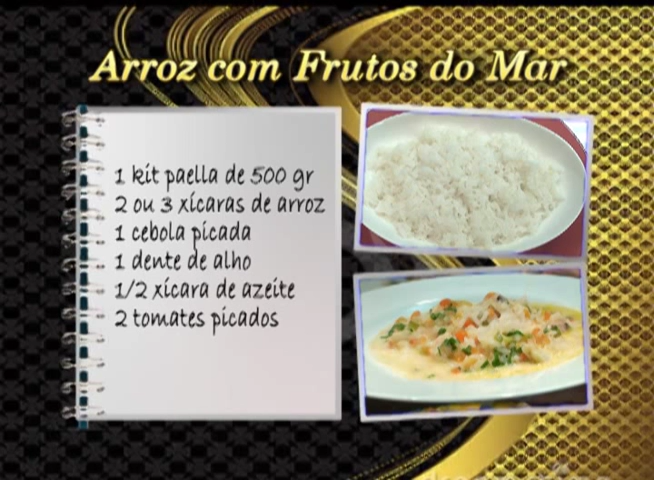 Arroz com Frutos do Mar
1 kit paella de 500 gr
2 ou 3 xícaras de arroz
1 cebola picada
1 dente de alho
1/2 xícara de azeite
2 tomates picados